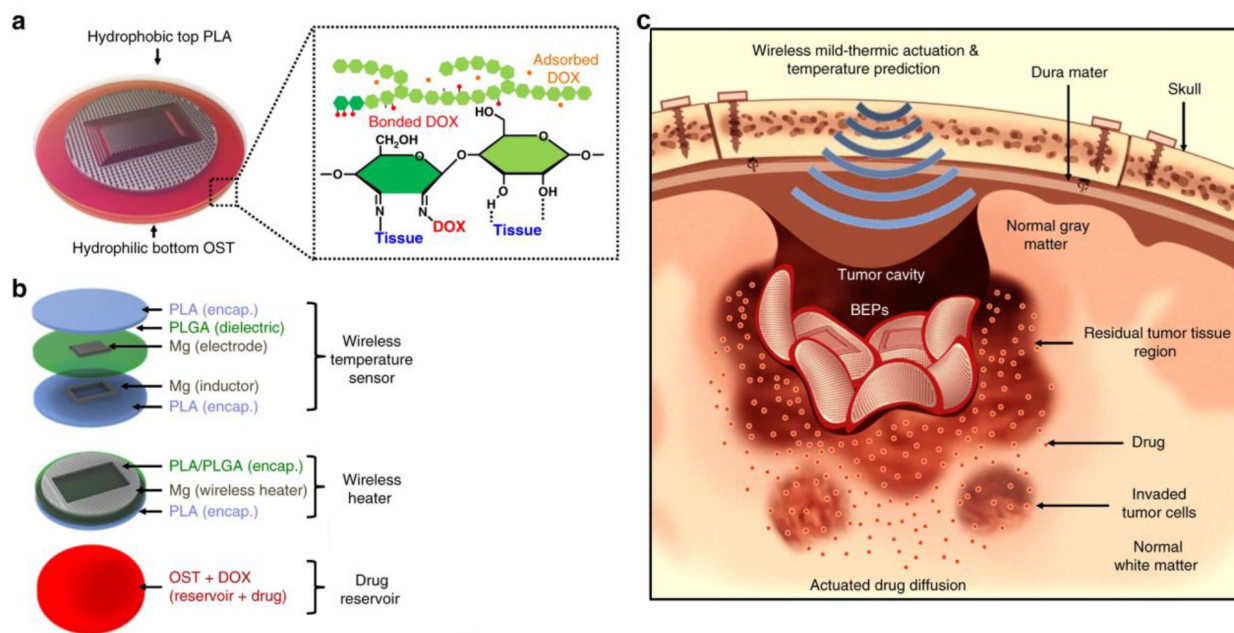 a
Hydrophobic top PLA
Hydrophilic bottom OST
Adsorbed
DOX
Bonded DOX
HO
CH₂OH
O
O
O
O
O
N
N
O
H
OH
DOX
Tissue
Tissue
b
PLA (encap.)
PLGA (dielectric)
Mg (electrode)
Mg (inductor)
PLA (encap.)
Wireless
temperature
sensor
PLA/PLGA (encap.)
Mg (wireless heater)
PLA (encap.)
Wireless
heater
OST + DOX
(reservoir + drug)
Drug
reservoir
c
Wireless mild-thermic actuation &
temperature prediction
Dura mater
Skull
Normal gray
matter
Tumor cavity
BEPs
Residual tumor tissue
region
Drug
Invaded
tumor cells
Normal
white matter
Actuated drug diffusion